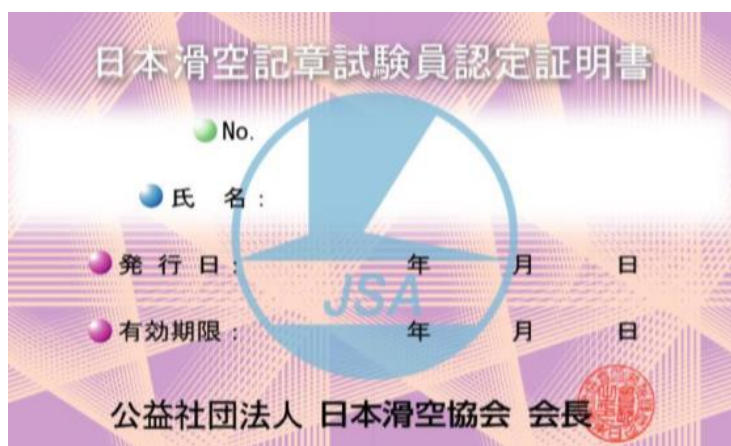 日本滑空記章試験員認定証明書
No.
氏 名 :
発 行 日 : 年 月 日
JSA
有効期限 : 年 月 日
公益社団法人 日本滑空協会 会長